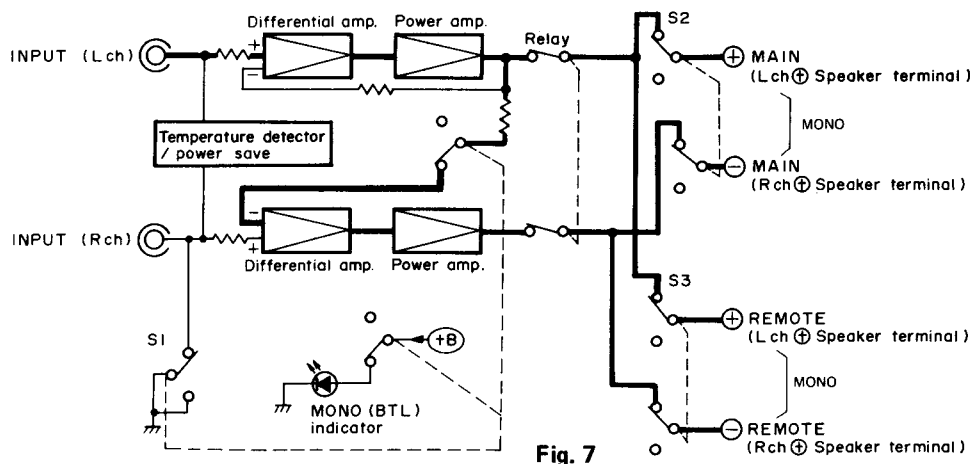 Differential amp.
Power amp.
S2
INPUT (Lch)
+
−
Relay
+ MAIN
(Lch ⊕ Speaker terminal)
MONO
− MAIN
(Rch ⊕ Speaker terminal)
Temperature detector
/ power save
INPUT (Rch)
−
+
Differential amp.
Power amp.
S3
+ REMOTE
(Lch ⊕ Speaker terminal)
MONO
− REMOTE
(Rch ⊕ Speaker terminal)
S1
+B
MONO (BTL)
indicator
Fig. 7